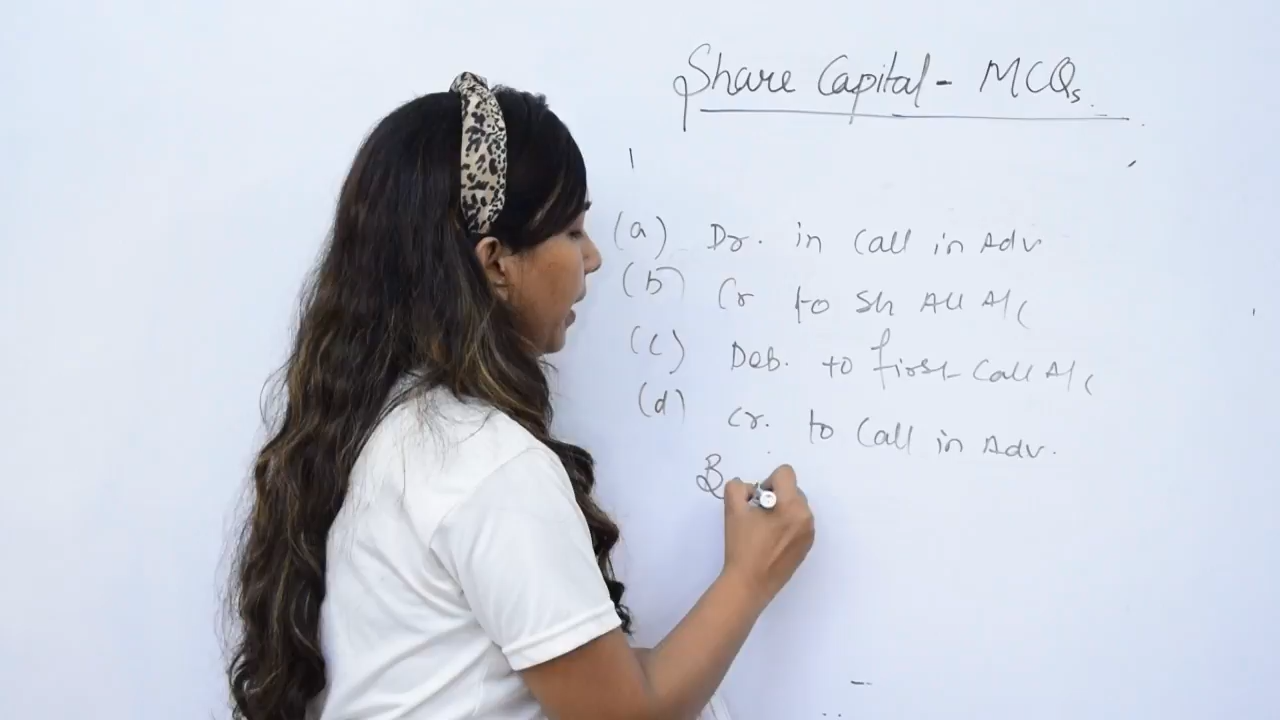 Share Capital - MCQs
(a) Dr. in Call in Adv
(b) Cr to Sh All A/c
(c) Deb. to first Call A/c
(d) Cr. to Call in Adv.
B